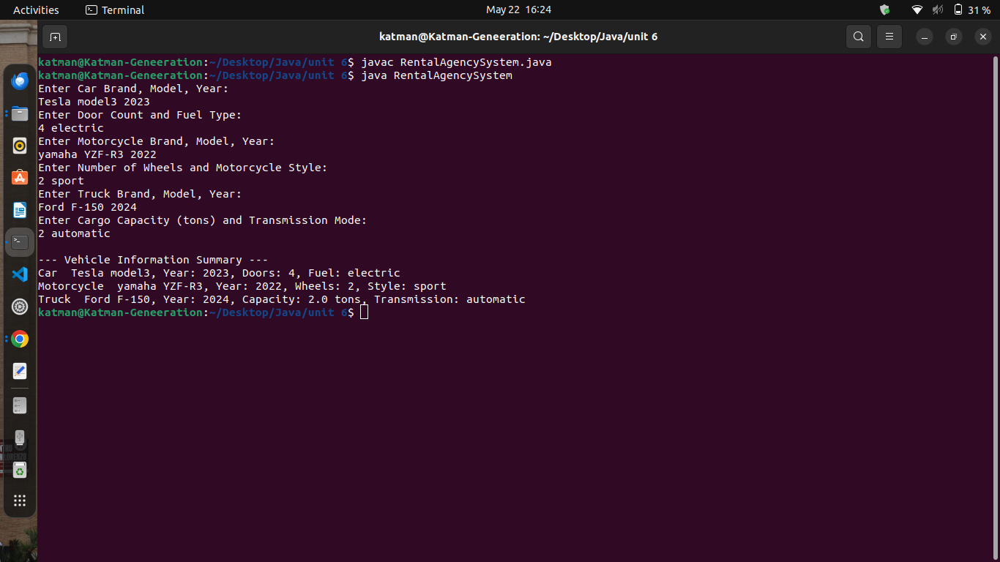 Activities
Terminal
May 22 16:24
31 %
katman@Katman-Geneeration: ~/Desktop/Java/unit 6
katman@Katman-Geneeration:~/Desktop/Java/unit 6$ javac RentalAgencySystem.java
katman@Katman-Geneeration:~/Desktop/Java/unit 6$ java RentalAgencySystem
Enter Car Brand, Model, Year:
Tesla model3 2023
Enter Door Count and Fuel Type:
4 electric
Enter Motorcycle Brand, Model, Year:
yamaha YZF-R3 2022
Enter Number of Wheels and Motorcycle Style:
2 sport
Enter Truck Brand, Model, Year:
Ford F-150 2024
Enter Cargo Capacity (tons) and Transmission Mode:
2 automatic
--- Vehicle Information Summary ---
Car  Tesla model3, Year: 2023, Doors: 4, Fuel: electric
Motorcycle  yamaha YZF-R3, Year: 2022, Wheels: 2, Style: sport
Truck  Ford F-150, Year: 2024, Capacity: 2.0 tons, Transmission: automatic
katman@Katman-Geneeration:~/Desktop/Java/unit 6$